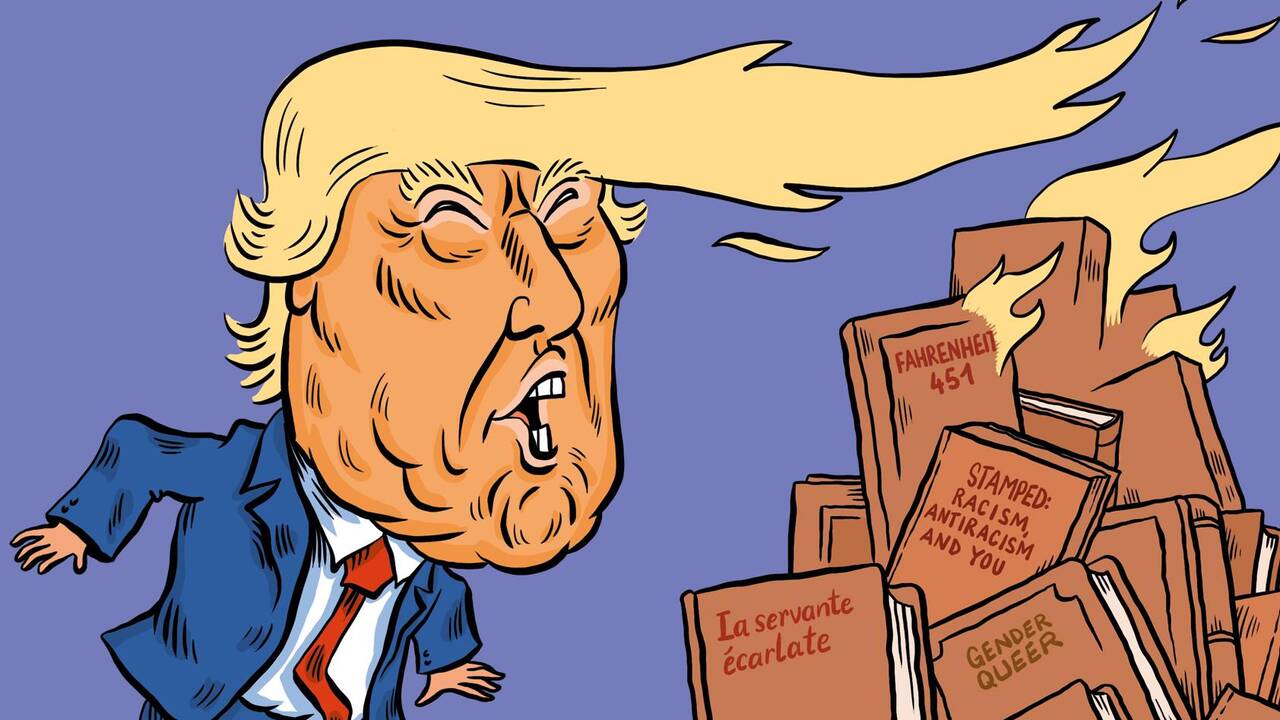 FAHRENHEIT
451
STAMPED:
RACISM,
ANTIRACISM
AND YOU
La servante
écarlate
GENDER
QUEER